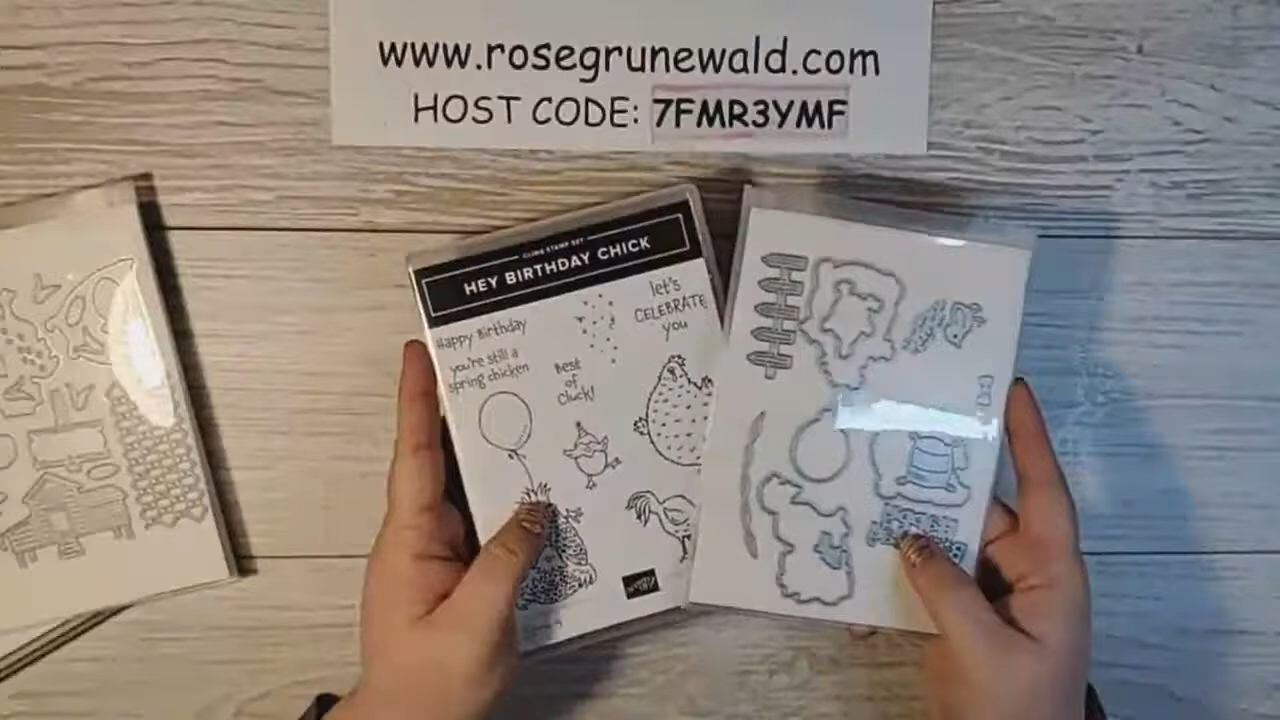 www.rosegrunewald.com
HOST CODE: 7FMR3YMF
CLING STAMP SET
HEY BIRTHDAY CHICK
let's
CELEBRATE
you
Happy Birthday
you're still a
spring chicken
Best
of
Cluck!